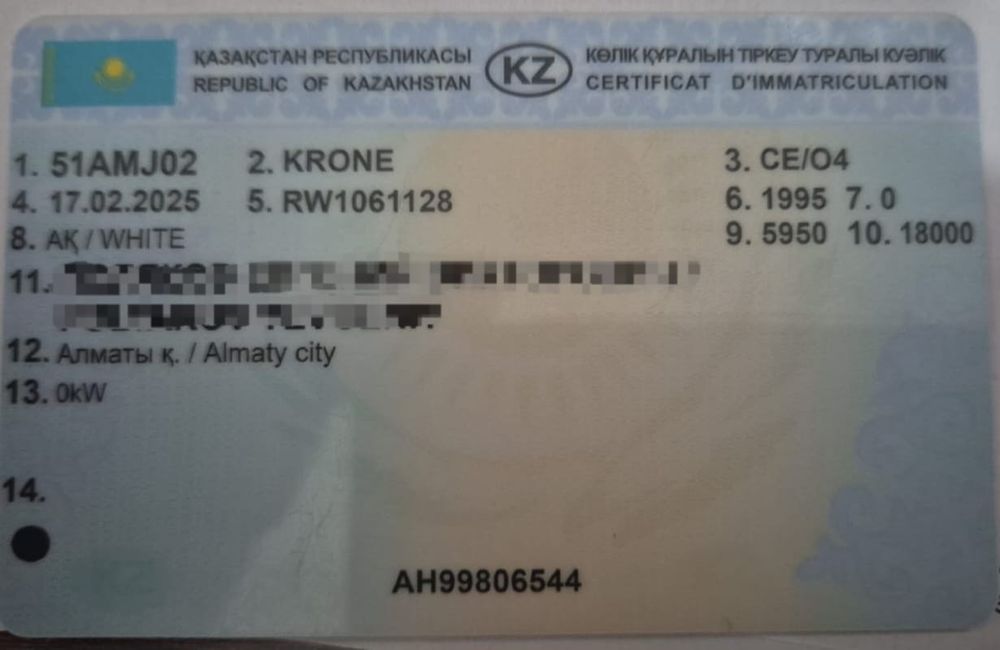 ҚАЗАҚСТАН РЕСПУБЛИКАСЫ
REPUBLIC OF KAZAKHSTAN
KZ
КӨЛІК ҚҰРАЛЫН ТІРКЕУ ТУРАЛЫ КУӘЛІК
CERTIFICAT D'IMMATRICULATION
1. 51AMJ02 2. KRONE 3. CE/O4
4. 17.02.2025 5. RW1061128 6. 1995 7. 0
8. АҚ / WHITE 9. 5950 10. 18000
11.
12. Алматы қ. / Almaty city
13. 0kW
14.
AH99806544